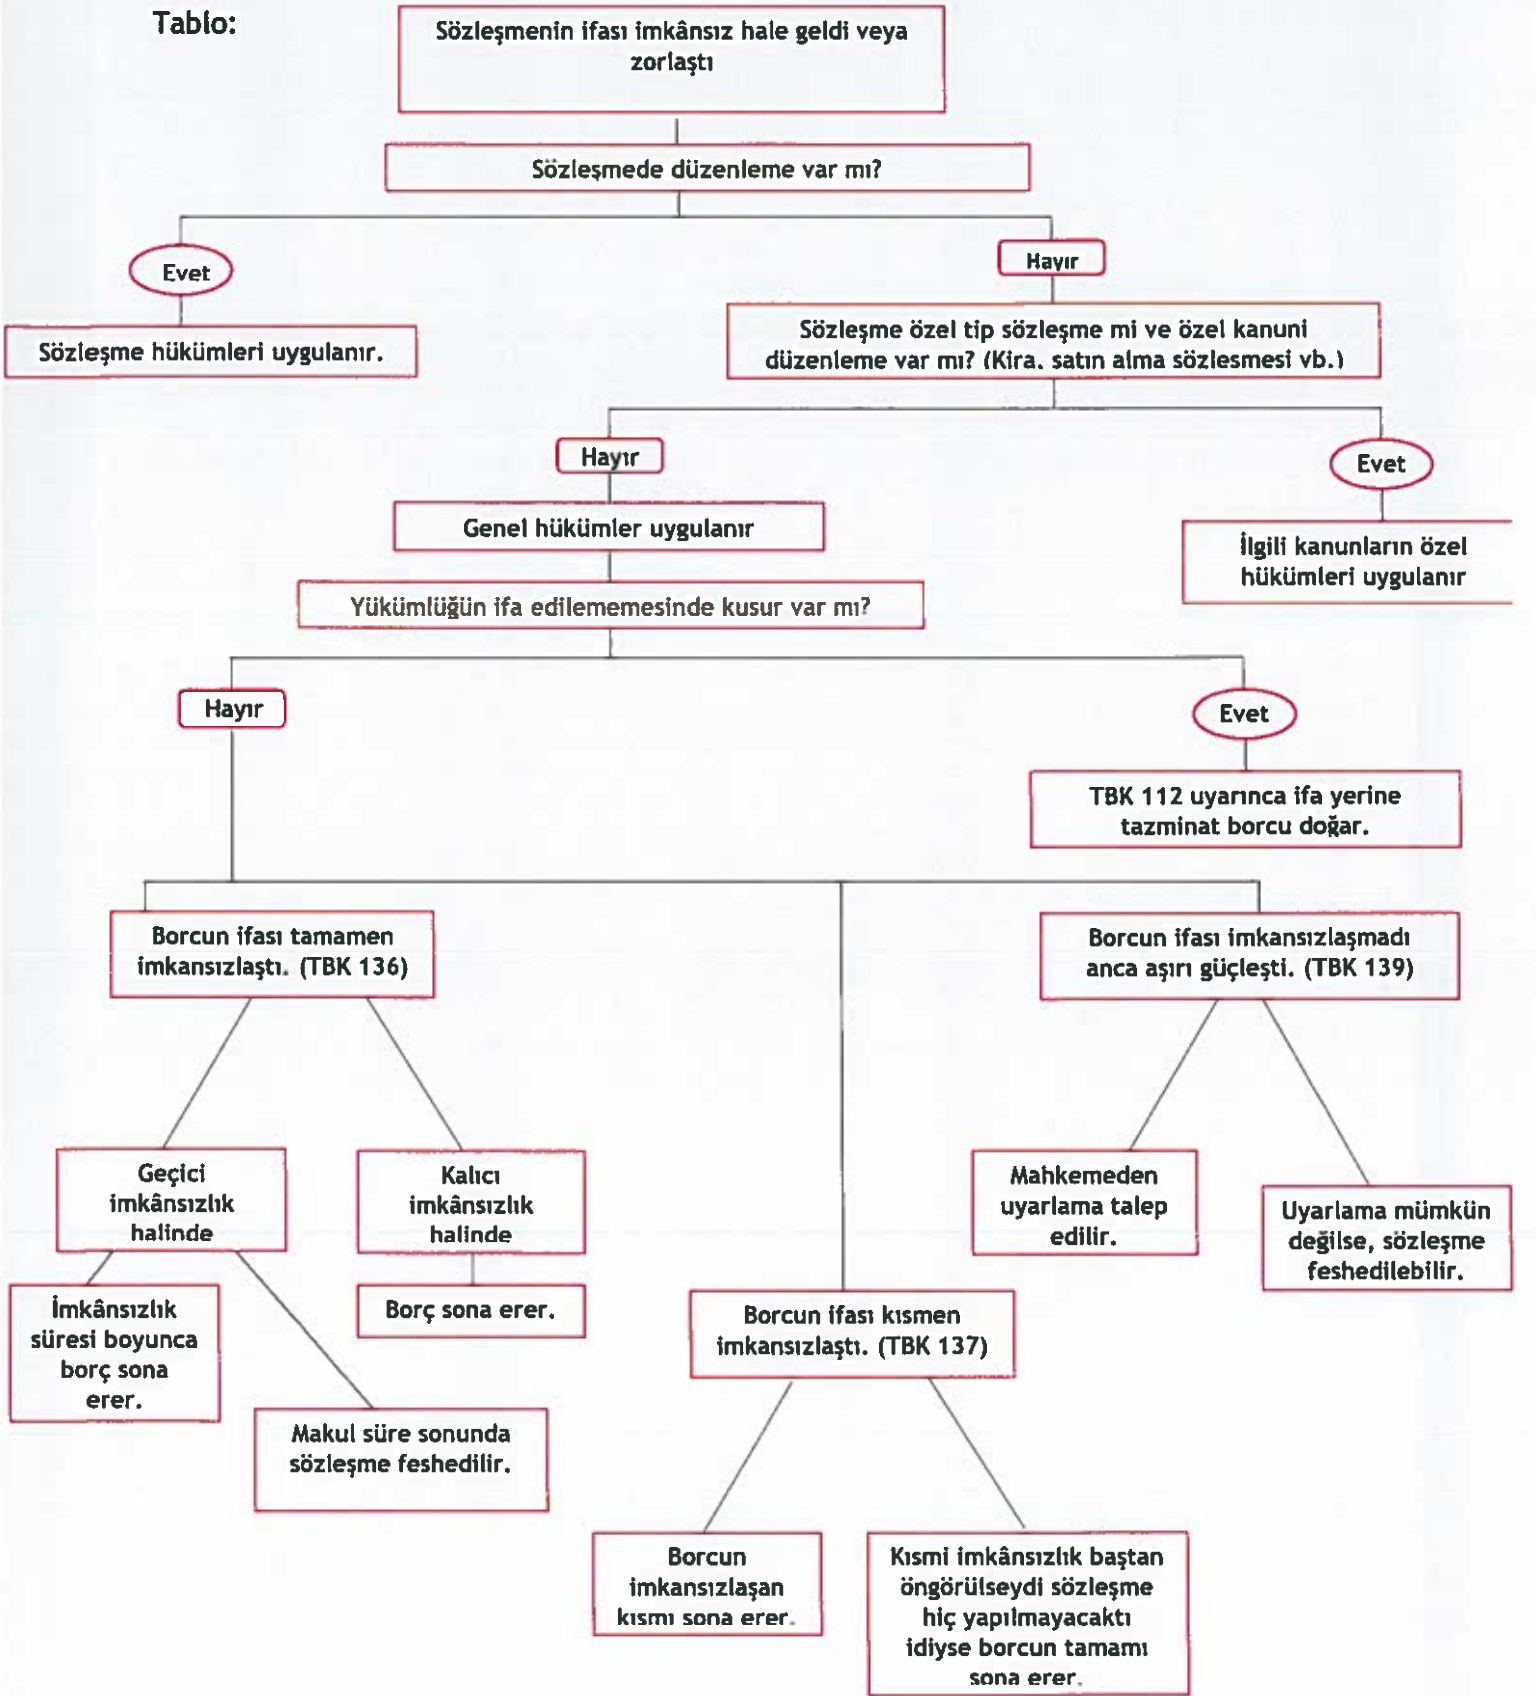 Tablo:
Sözleşmenin ifası imkânsız hale geldi veya
zorlaştı
Sözleşmede düzenleme var mı?
Evet
Hayır
Sözleşme hükümleri uygulanır.
Sözleşme özel tip sözleşme mi ve özel kanuni
düzenleme var mı? (Kira. satın alma sözlesmesi vb.)
Hayır
Evet
Genel hükümler uygulanır
İlgili kanunların özel
hükümleri uygulanır
Yükümlüğün ifa edilememesinde kusur var mı?
Hayır
Evet
TBK 112 uyarınca ifa yerine
tazminat borcu doğar.
Borcun ifası tamamen
imkansızlaştı. (TBK 136)
Borcun ifası imkansızlaşmadı
anca aşırı güçleşti. (TBK 139)
Geçici
imkânsızlık
halinde
Kalıcı
imkânsızlık
halinde
Mahkemeden
uyarlama talep
edilir.
Uyarlama mümkün
değilse, sözleşme
feshedilebilir.
İmkânsızlık
süresi boyunca
borç sona
erer.
Borç sona erer.
Borcun ifası kısmen
imkansızlaştı. (TBK 137)
Makul süre sonunda
sözleşme feshedilir.
Borcun
imkansızlaşan
kısmı sona erer.
Kısmi imkânsızlık baştan
öngörülseydi sözleşme
hiç yapılmayacaktı
idiyse borcun tamamı
sona erer.